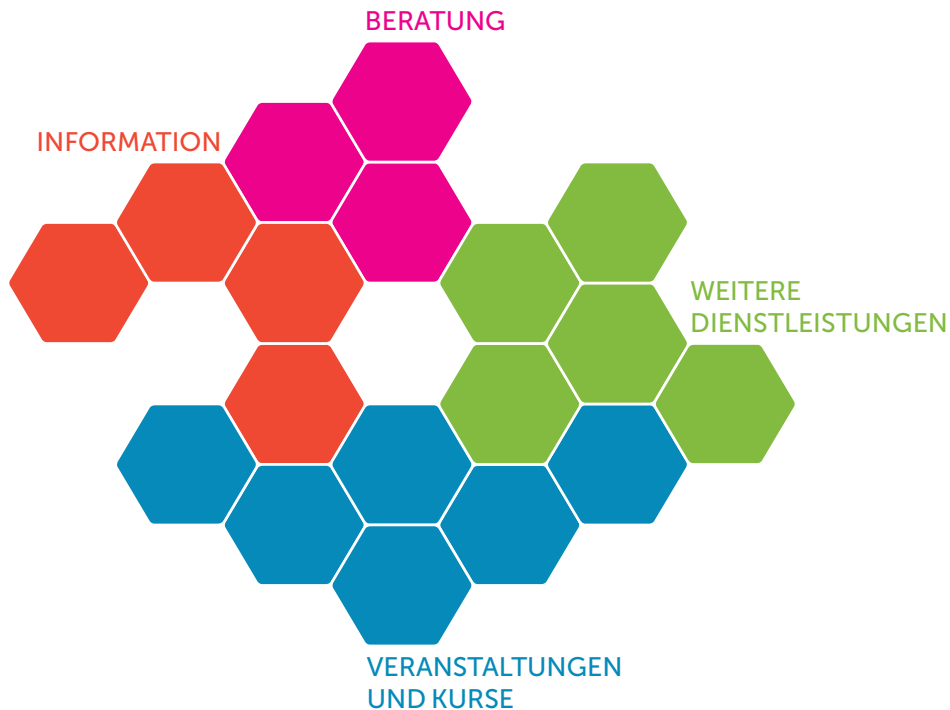 BERATUNG
INFORMATION
WEITERE
DIENSTLEISTUNGEN
VERANSTALTUNGEN
UND KURSE